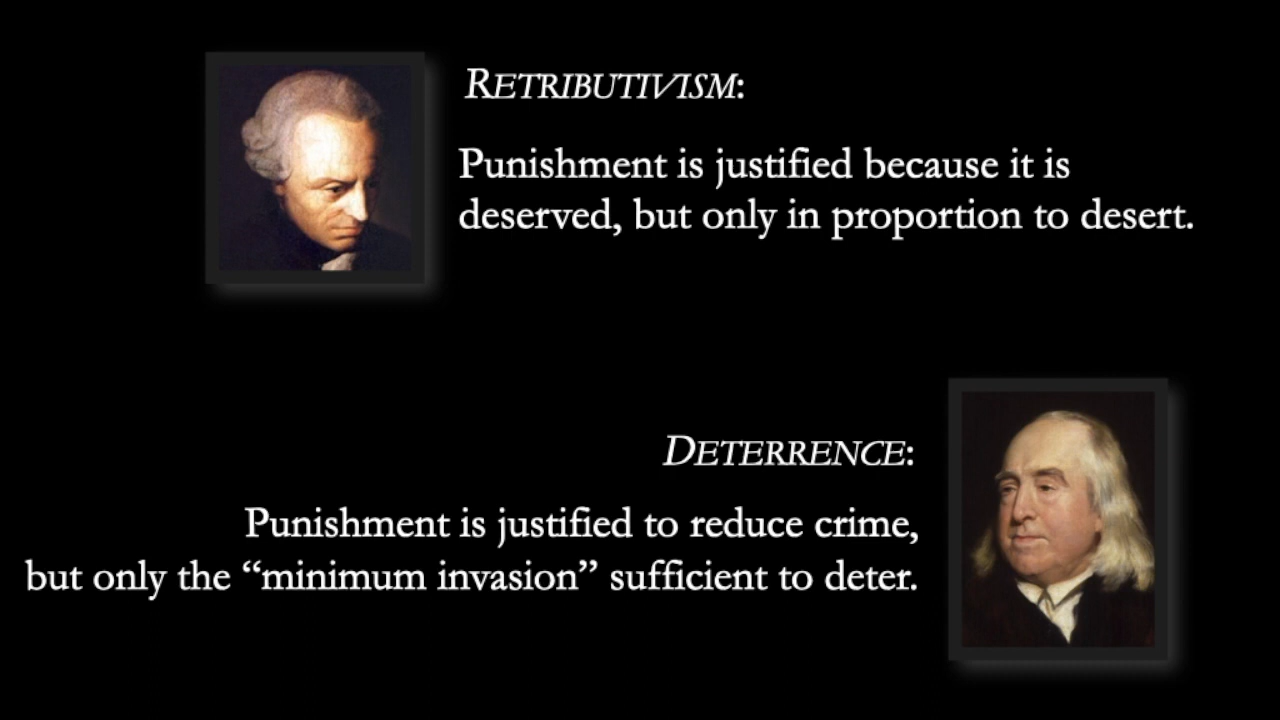 RETRIBUTIVISM:
Punishment is justified because it is
deserved, but only in proportion to desert.
DETERRENCE:
Punishment is justified to reduce crime,
but only the “minimum invasion” sufficient to deter.